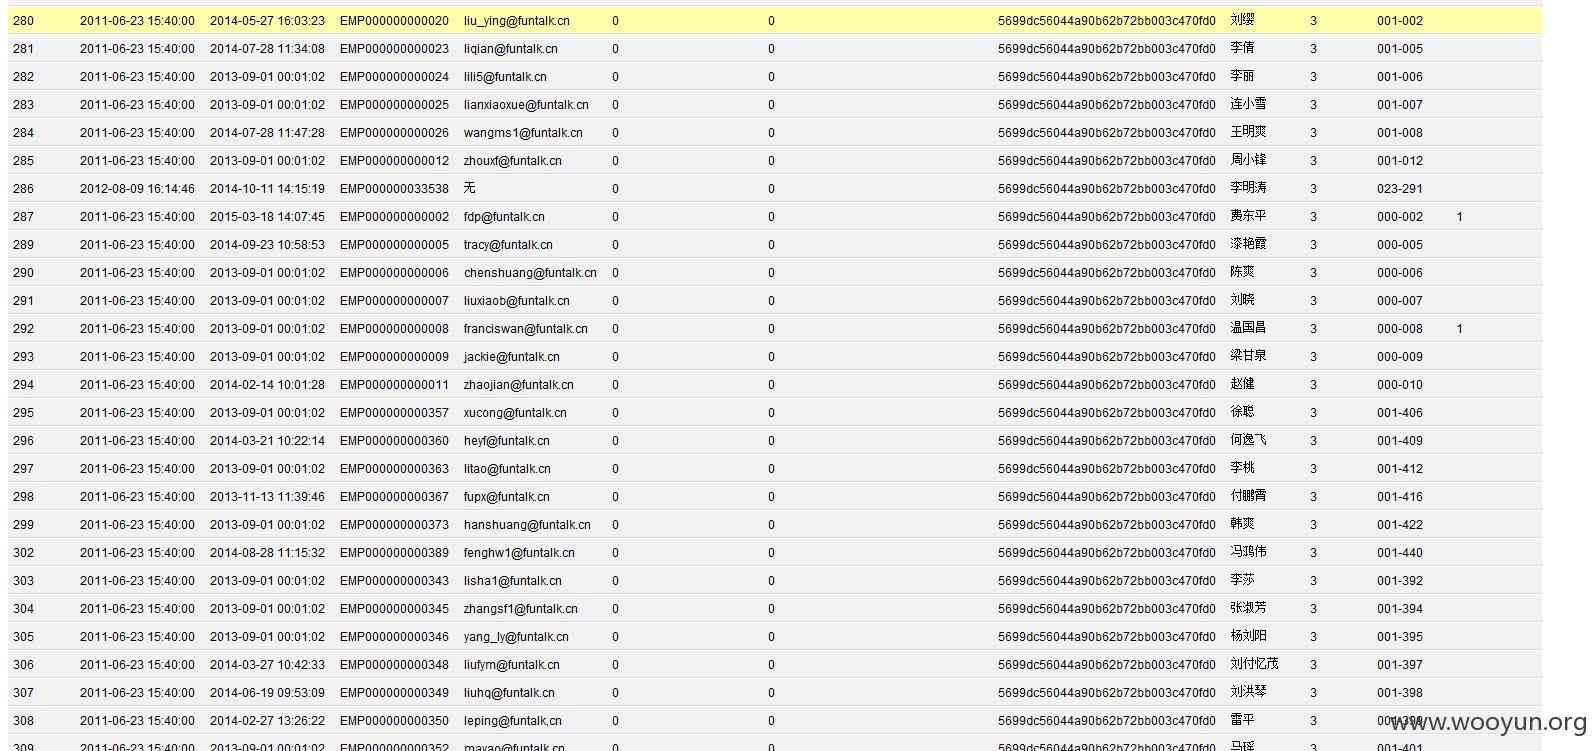 280 2011-06-23 15:40:00 2014-05-27 16:03:23 EMP000000000020 liu_ying@funtalk.cn 0 0 5699dc56044a90b62b72bb003c470fd0 刘缨 3 001-002
281 2011-06-23 15:40:00 2014-07-28 11:34:08 EMP000000000023 liqian@funtalk.cn 0 0 5699dc56044a90b62b72bb003c470fd0 李倩 3 001-005
282 2011-06-23 15:40:00 2013-09-01 00:01:02 EMP000000000024 lili5@funtalk.cn 0 0 5699dc56044a90b62b72bb003c470fd0 李丽 3 001-006
283 2011-06-23 15:40:00 2013-09-01 00:01:02 EMP000000000025 lianxiaoxue@funtalk.cn 0 0 5699dc56044a90b62b72bb003c470fd0 连小雪 3 001-007
284 2011-06-23 15:40:00 2014-07-28 11:47:28 EMP000000000026 wangms1@funtalk.cn 0 0 5699dc56044a90b62b72bb003c470fd0 王明爽 3 001-008
285 2011-06-23 15:40:00 2013-09-01 00:01:02 EMP000000000012 zhouxf@funtalk.cn 0 0 5699dc56044a90b62b72bb003c470fd0 周小锋 3 001-012
286 2012-08-09 16:14:46 2014-10-11 14:15:19 EMP000000033538 无 0 0 5699dc56044a90b62b72bb003c470fd0 李明涛 3 023-291
287 2011-06-23 15:40:00 2015-03-18 14:07:45 EMP000000000002 fdp@funtalk.cn 0 0 5699dc56044a90b62b72bb003c470fd0 费东平 3 000-002 1
289 2011-06-23 15:40:00 2014-09-23 10:58:53 EMP000000000005 tracy@funtalk.cn 0 0 5699dc56044a90b62b72bb003c470fd0 漆艳霞 3 000-005
290 2011-06-23 15:40:00 2013-09-01 00:01:02 EMP000000000006 chenshuang@funtalk.cn 0 0 5699dc56044a90b62b72bb003c470fd0 陈爽 3 000-006
291 2011-06-23 15:40:00 2013-09-01 00:01:02 EMP000000000007 liuxiaob@funtalk.cn 0 0 5699dc56044a90b62b72bb003c470fd0 刘晓 3 000-007
292 2011-06-23 15:40:00 2013-09-01 00:01:02 EMP000000000008 franciswan@funtalk.cn 0 0 5699dc56044a90b62b72bb003c470fd0 温国昌 3 000-008 1
293 2011-06-23 15:40:00 2013-09-01 00:01:02 EMP000000000009 jackie@funtalk.cn 0 0 5699dc56044a90b62b72bb003c470fd0 梁甘泉 3 000-009
294 2011-06-23 15:40:00 2014-02-14 10:01:28 EMP000000000011 zhaojian@funtalk.cn 0 0 5699dc56044a90b62b72bb003c470fd0 赵健 3 000-010
295 2011-06-23 15:40:00 2013-09-01 00:01:02 EMP000000000357 xucong@funtalk.cn 0 0 5699dc56044a90b62b72bb003c470fd0 徐聪 3 001-406
296 2011-06-23 15:40:00 2014-03-21 10:22:14 EMP000000000360 heyf@funtalk.cn 0 0 5699dc56044a90b62b72bb003c470fd0 何逸飞 3 001-409
297 2011-06-23 15:40:00 2013-09-01 00:01:02 EMP000000000363 litao@funtalk.cn 0 0 5699dc56044a90b62b72bb003c470fd0 李桃 3 001-412
298 2011-06-23 15:40:00 2013-11-13 11:39:46 EMP000000000367 fupx@funtalk.cn 0 0 5699dc56044a90b62b72bb003c470fd0 付鹏霄 3 001-416
299 2011-06-23 15:40:00 2013-09-01 00:01:02 EMP000000000373 hanshuang@funtalk.cn 0 0 5699dc56044a90b62b72bb003c470fd0 韩爽 3 001-422
302 2011-06-23 15:40:00 2014-08-28 11:15:32 EMP000000000389 fenghw1@funtalk.cn 0 0 5699dc56044a90b62b72bb003c470fd0 冯鸿伟 3 001-440
303 2011-06-23 15:40:00 2013-09-01 00:01:02 EMP000000000343 lisha1@funtalk.cn 0 0 5699dc56044a90b62b72bb003c470fd0 李莎 3 001-392
304 2011-06-23 15:40:00 2013-09-01 00:01:02 EMP000000000345 zhangsf1@funtalk.cn 0 0 5699dc56044a90b62b72bb003c470fd0 张淑芳 3 001-394
305 2011-06-23 15:40:00 2013-09-01 00:01:02 EMP000000000346 yang_ly@funtalk.cn 0 0 5699dc56044a90b62b72bb003c470fd0 杨刘阳 3 001-395
306 2011-06-23 15:40:00 2014-03-27 10:42:33 EMP000000000348 liufym@funtalk.cn 0 0 5699dc56044a90b62b72bb003c470fd0 刘付忆茂 3 001-397
307 2011-06-23 15:40:00 2014-06-19 09:53:09 EMP000000000349 liuhq@funtalk.cn 0 0 5699dc56044a90b62b72bb003c470fd0 刘洪琴 3 001-398
308 2011-06-23 15:40:00 2014-02-27 13:26:22 EMP000000000350 leping@funtalk,cn 0 0 5699dc56044a90b62b72bb003c470fd0 雷平 3 001-399
www.wooyun.org
309 2011-06-23 15:40:00 2013-09-01 00:01:02 EMP000000000352 mayao@funtalk.cn 0 0 5699dc56044a90b62b72bb003c470fd0 马瑶 3 001-401